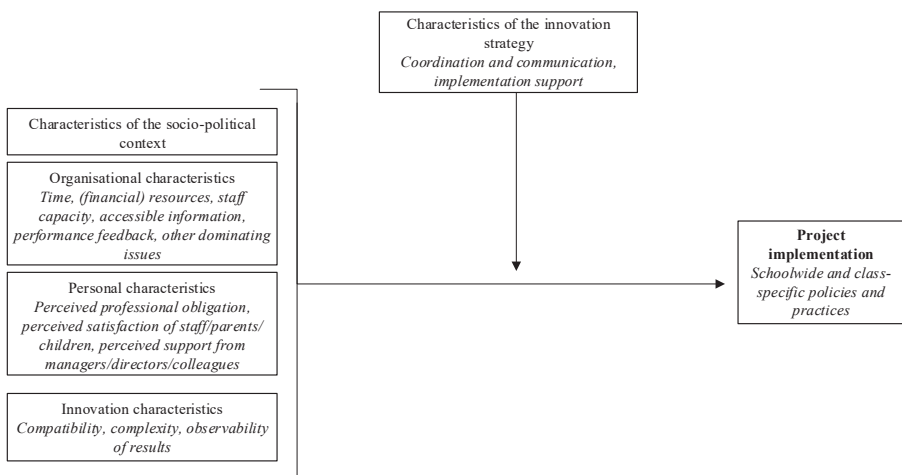 Characteristics of the innovation
strategy
Coordination and communication,
implementation support
Characteristics of the socio-political
context
Organisational characteristics
Time, (financial) resources, staff
capacity, accessible information,
performance feedback, other dominating
issues
Personal characteristics
Perceived professional obligation,
perceived satisfaction of staff/parents/
children, perceived support from
managers/directors/colleagues
Innovation characteristics
Compatibility, complexity, observability
of results
Project
implementation
Schoolwide and class-
specific policies and
practices